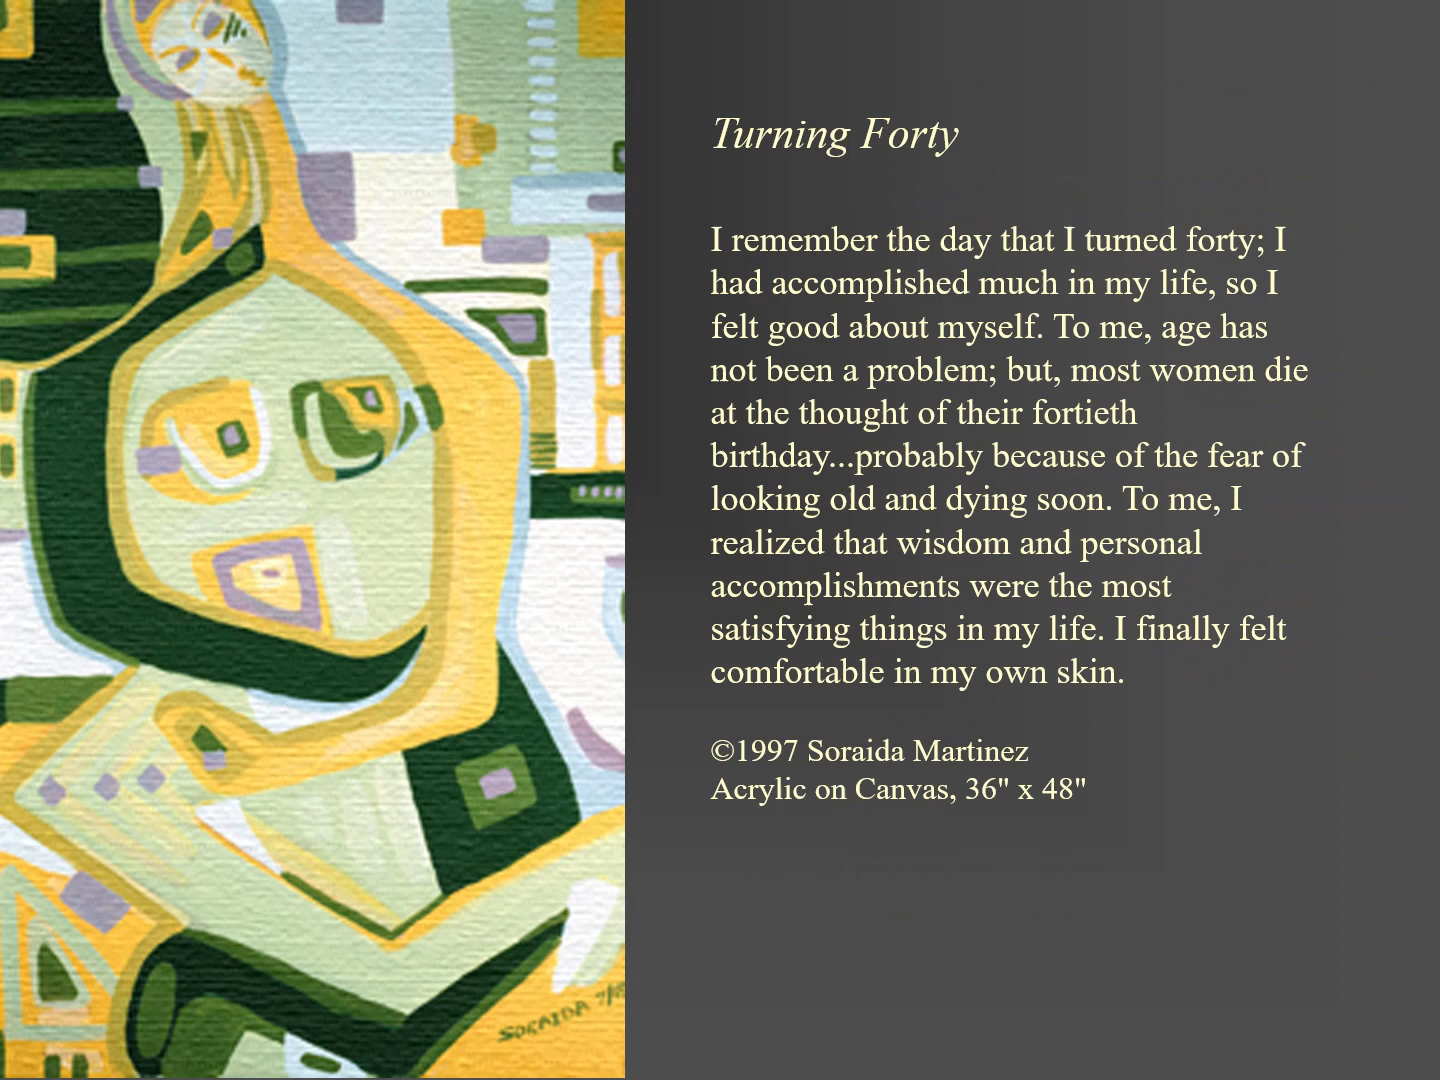 Turning Forty
I remember the day that I turned forty; I
had accomplished much in my life, so I
felt good about myself. To me, age has
not been a problem; but, most women die
at the thought of their fortieth
birthday...probably because of the fear of
looking old and dying soon. To me, I
realized that wisdom and personal
accomplishments were the most
satisfying things in my life. I finally felt
comfortable in my own skin.
©1997 Soraida Martinez
Acrylic on Canvas, 36" x 48"
SORAIDA